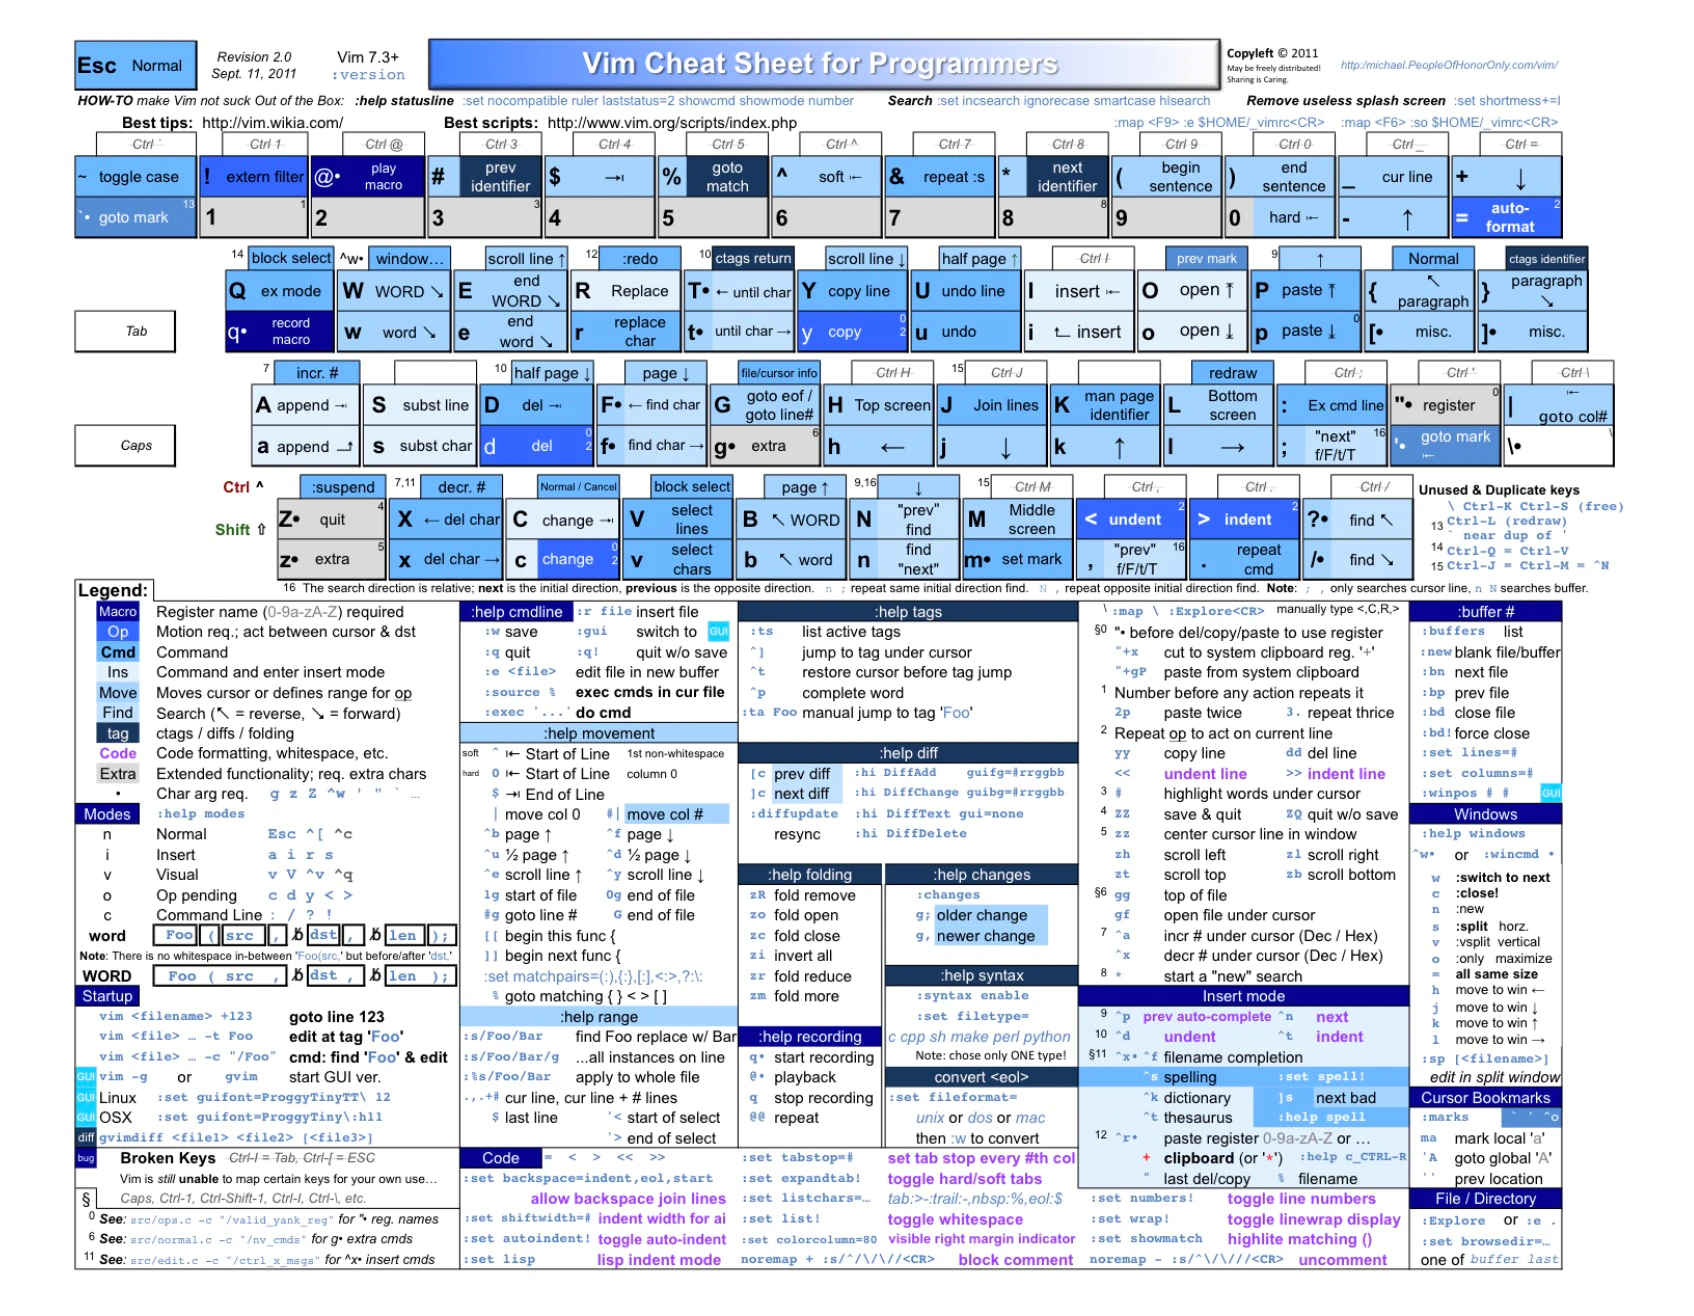 Esc Normal
Revision 2.0
Sept. 11, 2011
Vim 7.3+
:version
Vim Cheat Sheet for Programmers
Copyleft © 2011
May be freely distributed!
Sharing is Caring.
http://michael.PeopleOfHonorOnly.com/vim/
HOW-TO make Vim not suck Out of the Box: :help statusline :set nocompatible ruler laststatus=2 showcmd showmode number Search :set incsearch ignorecase smartcase hlsearch Remove useless splash screen :set shortmess+=I
Best tips: http://vim.wikia.com/ Best scripts: http://www.vim.org/scripts/index.php :map <F9> :e $HOME/_vimrc<CR> :map <F6> :so $HOME/_vimrc<CR>
Ctrl ` Ctrl 1 Ctrl @ Ctrl 3 Ctrl 4 Ctrl 5 Ctrl ^ Ctrl 7 Ctrl 8 Ctrl 9 Ctrl _ Ctrl =
~ toggle case ! extern filter @• play macro # prev identifier $ →| % goto match ^ soft |← & repeat :s * next identifier ( begin sentence ) end sentence _ cur line + ↓
`• goto mark 13 1 1 2 3 3 4 5 6 7 8 8 9 0 hard |← - ↑ = auto-format 2
14 block select ^w• window… scroll line ↑ 12 :redo 10 ctags return scroll line ↓ half page ↑ Ctrl I prev mark 9 ↑ Normal ctags identifier
Q ex mode W WORD ↘ E end WORD ↘ R Replace T• ← until char Y copy line U undo line I insert |← O open ↑ P paste ↑ { ↖ paragraph } paragraph ↘
Tab q• record macro w word ↘ e end word ↘ r replace char t• until char → y copy 0 2 u undo i insert o open ↓ p paste ↓ 0 [• misc. ]• misc.
7 incr. # 10 half page ↓ page ↓ file/cursor info Ctrl H 15 Ctrl J redraw Ctrl ; Ctrl ' Ctrl \
A append →| S subst line D del →| F• ← find char G goto eof / goto line# H Top screen J Join lines K man page identifier L Bottom screen : Ex cmd line "• register 0 | |← goto col#
Caps a append s subst char d del 0 2 f• find char → g• extra 6 h ← j ↓ k ↑ l → ; "next" f/F/t/T 16 '• goto mark |← \• \
Ctrl ^ :suspend 7,11 decr. # Normal / Cancel block select page ↑ 9,16 ↓ 15 Ctrl M Ctrl , Ctrl . Ctrl /
Shift ⇧ Z• quit 4 X ← del char C change →| V select lines B ↖ WORD N "prev" find M Middle screen < undent 2 > indent 2 ?• find ↖
z• extra 5 x del char → c change 0 2 v select chars b ↖ word n find "next" m• set mark , "prev" f/F/t/T 16 . repeat cmd /• find ↘
Unused & Duplicate keys
\ Ctrl-K Ctrl-S (free)
13 Ctrl-L (redraw)
` near dup of '
14 Ctrl-Q = Ctrl-V
15 Ctrl-J = Ctrl-M = ^N
16 The search direction is relative; next is the initial direction, previous is the opposite direction. n ; repeat same initial direction find. N , repeat opposite initial direction find. Note: ; , only searches cursor line, n N searches buffer.
Legend:
Macro Register name (0-9a-zA-Z) required
Op Motion req.; act between cursor & dst
Cmd Command
Ins Command and enter insert mode
Move Moves cursor or defines range for op
Find Search (↖ = reverse, ↘ = forward)
tag ctags / diffs / folding
Code Code formatting, whitespace, etc.
Extra Extended functionality; req. extra chars
• Char arg req. g z Z ^w ' " ` …
Modes :help modes
n Normal Esc ^[ ^c
i Insert a i r s
v Visual v V ^v ^q
o Op pending c d y < >
c Command Line : / ? !
word Foo ( src , ƀ dst , ƀ len );
Note: There is no whitespace in-between 'Foo(src,' but before/after 'dst,'
WORD Foo ( src , ƀ dst , ƀ len );
Startup
vim <filename> +123 goto line 123
vim <file> … -t Foo edit at tag 'Foo'
vim <file> … -c "/Foo" cmd: find 'Foo' & edit
GUI vim -g or gvim start GUI ver.
GUI Linux :set guifont=ProggyTinyTT\ 12
GUI OSX :set guifont=ProggyTiny\:h11
diff gvimdiff <file1> <file2> [<file3>]
bug Broken Keys Ctrl-I = Tab, Ctrl-[ = ESC
Vim is still unable to map certain keys for your own use…
§ Caps, Ctrl-1, Ctrl-Shift-1, Ctrl-I, Ctrl-\, etc.
0 See: src/ops.c -c "/valid_yank_reg" for "• reg. names
6 See: src/normal.c -c "/nv_cmds" for g• extra cmds
11 See: src/edit.c -c "/ctrl_x_msgs" for ^x• insert cmds
:help cmdline :r file insert file
:w save :gui switch to GUI
:q quit :q! quit w/o save
:e <file> edit file in new buffer
:source % exec cmds in cur file
:exec '...' do cmd
:help movement
soft ^ |← Start of Line 1st non-whitespace
hard 0 |← Start of Line column 0
$ →| End of Line
| move col 0 #| move col #
^b page ↑ ^f page ↓
^u ½ page ↑ ^d ½ page ↓
^e scroll line ↑ ^y scroll line ↓
1g start of file 0g end of file
#g goto line # G end of file
[[ begin this func {
]] begin next func {
:set matchpairs=(:),{:},[:],<:>,?:\:
% goto matching { } < > [ ]
:help range
:s/Foo/Bar find Foo replace w/ Bar
:s/Foo/Bar/g ...all instances on line
:%s/Foo/Bar apply to whole file
.,.+# cur line, cur line + # lines
$ last line '< start of select
'> end of select
:help tags
:ts list active tags
^] jump to tag under cursor
^t restore cursor before tag jump
^p complete word
:ta Foo manual jump to tag 'Foo'
:help diff
[c prev diff :hi DiffAdd guifg=#rrggbb
]c next diff :hi DiffChange guibg=#rrggbb
:diffupdate :hi DiffText gui=none
resync :hi DiffDelete
:help folding
zR fold remove
zo fold open
zc fold close
zi invert all
zr fold reduce
zm fold more
:help recording
q• start recording
@• playback
q stop recording
@@ repeat
:help changes
:changes
g; older change
g, newer change
:help syntax
:syntax enable
:set filetype=
c cpp sh make perl python
Note: chose only ONE type!
convert <eol>
:set fileformat=
unix or dos or mac
then :w to convert
\ :map \ :Explore<CR> manually type <,C,R,>
§0 "• before del/copy/paste to use register
"+x cut to system clipboard reg. '+'
"+gP paste from system clipboard
1 Number before any action repeats it
2p paste twice 3. repeat thrice
2 Repeat op to act on current line
yy copy line dd del line
<< undent line >> indent line
3 # highlight words under cursor
4 ZZ save & quit ZQ quit w/o save
5 zz center cursor line in window
zh scroll left zl scroll right
zt scroll top zb scroll bottom
§6 gg top of file
gf open file under cursor
7 ^a incr # under cursor (Dec / Hex)
^x decr # under cursor (Dec / Hex)
8 * start a "new" search
Insert mode
9 ^p prev auto-complete ^n next
10 ^d undent ^t indent
§11 ^x• ^f filename completion
^s spelling :set spell!
^k dictionary ]s next bad
^t thesaurus :help spell
12 ^r• paste register 0-9a-zA-Z or …
+ clipboard (or '*') :help c_CTRL-R
" last del/copy % filename
:buffer #
:buffers list
:new blank file/buffer
:bn next file
:bp prev file
:bd close file
:bd! force close
:set lines=#
:set columns=#
:winpos # # GUI
Windows
:help windows
^w• or :wincmd •
w :switch to next
c :close!
n :new
s :split horz.
v :vsplit vertical
o :only maximize
= all same size
h move to win ←
j move to win ↓
k move to win ↑
l move to win →
:sp [<filename>]
edit in split window
Cursor Bookmarks
:marks ` ' ^o
ma mark local 'a'
'A goto global 'A'
'' prev location
File / Directory
:Explore or :e .
:set browsedir=…
one of buffer last
Code = < > << >>
:set backspace=indent,eol,start
allow backspace join lines
:set shiftwidth=# indent width for ai
:set autoindent! toggle auto-indent
:set lisp lisp indent mode
:set tabstop=# set tab stop every #th col
:set expandtab! toggle hard/soft tabs
:set listchars=… tab:>-:trail:-,nbsp:%,eol:$
:set list! toggle whitespace
:set colorcolumn=80 visible right margin indicator
noremap + :s/^/\/\//<CR> block comment
:set numbers! toggle line numbers
:set wrap! toggle linewrap display
:set showmatch highlite matching ()
noremap - :s/^\/\///<CR> uncomment